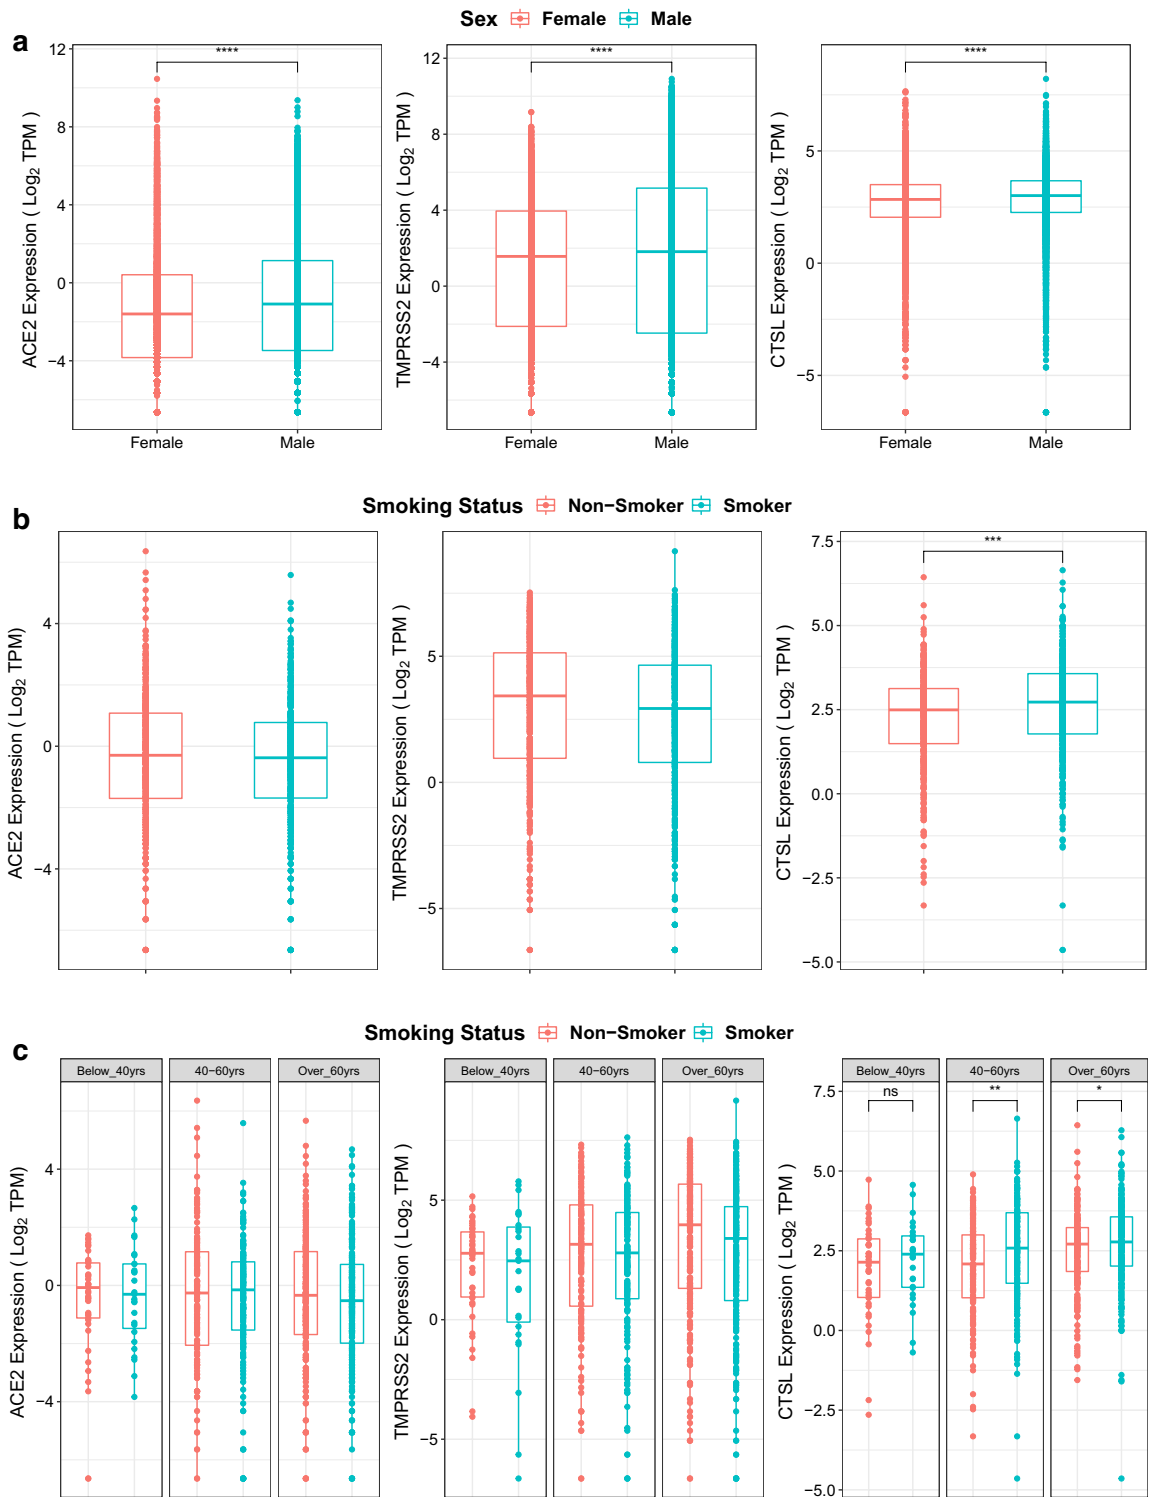 Sex Female Male
a
**** **** ****
ACE2 Expression ( Log2 TPM )
12
8
4
0
−4
Female Male
TMPRSS2 Expression ( Log2 TPM )
12
8
4
0
−4
Female Male
CTSL Expression ( Log2 TPM )
5
0
−5
Female Male
Smoking Status Non−Smoker Smoker
b
ACE2 Expression ( Log2 TPM)
4
0
−4
TMPRSS2 Expression ( Log2 TPM )
5
0
−5
CTSL Expression ( Log2 TPM )
***
7.5
5.0
2.5
0.0
−2.5
−5.0
Smoking Status Non−Smoker Smoker
c
Below_40yrs 40−60yrs Over_60yrs
ACE2 Expression ( Log2 TPM)
4
0
−4
Below_40yrs 40−60yrs Over_60yrs
TMPRSS2 Expression ( Log2 TPM )
5
0
−5
Below_40yrs 40−60yrs Over_60yrs
ns ** *
CTSL Expression ( Log2 TPM )
7.5
5.0
2.5
0.0
−2.5
−5.0